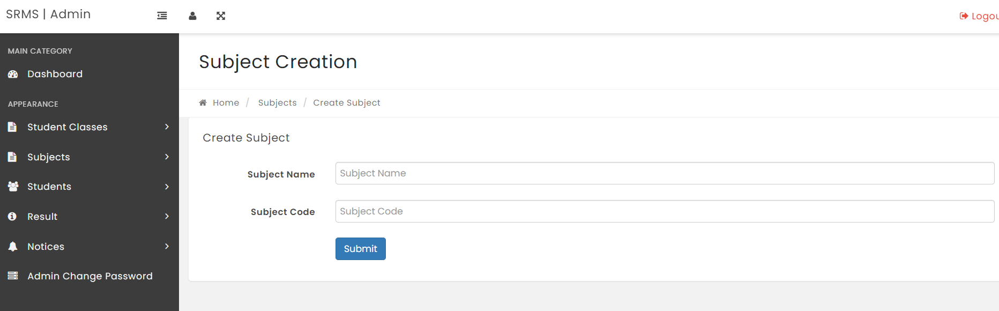 SRMS | Admin
Logou
MAIN CATEGORY
Dashboard
APPEARANCE
Student Classes
Subjects
Students
Result
Notices
Admin Change Password
Subject Creation
Home / Subjects / Create Subject
Create Subject
Subject Name Subject Name
Subject Code Subject Code
Submit